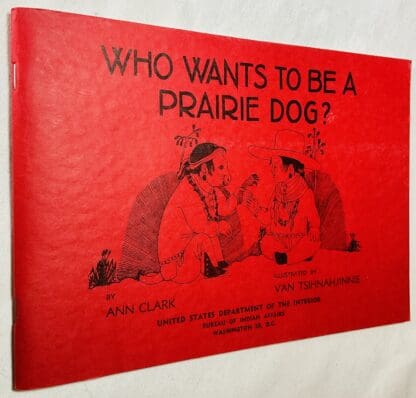 WHO WANTS TO BE A
PRAIRIE DOG?
BY
ANN CLARK
ILLUSTRATED BY
VAN TSIHNAHJINNIE
UNITED STATES DEPARTMENT OF THE INTERIOR
BUREAU OF INDIAN AFFAIRS
WASHINGTON 25, D.C.